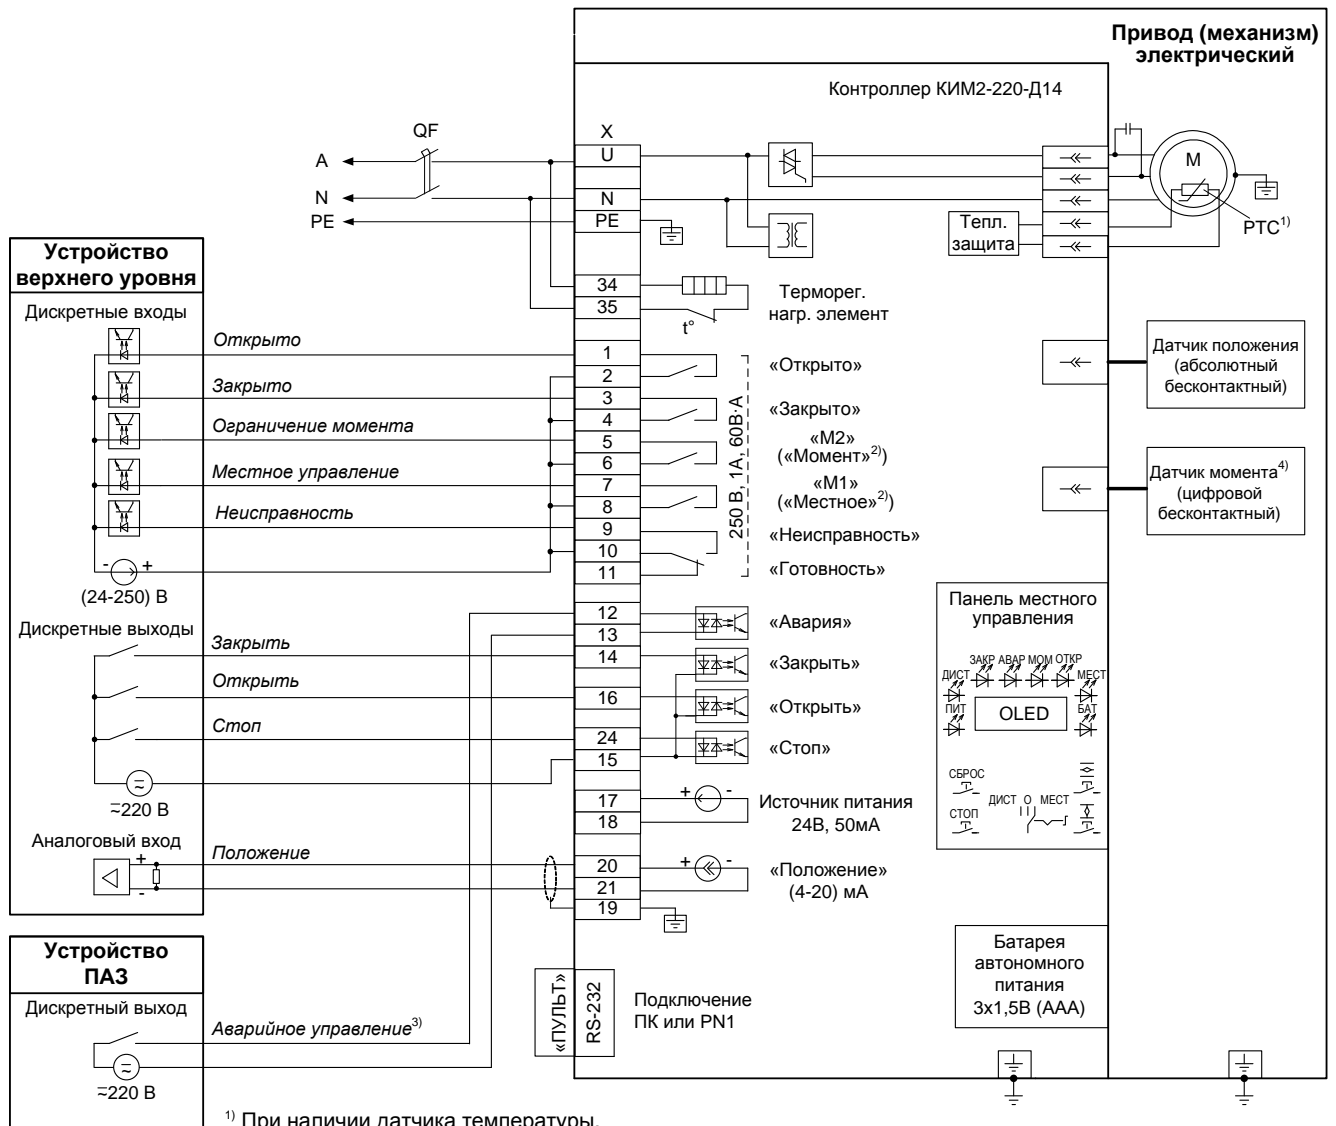 Привод (механизм)
электрический
Контроллер КИМ2-220-Д14
QF
X
A
U
N
N
PE
PE
M
PTC1)
Тепл.
защита
Устройство
верхнего уровня
Дискретные входы
34
35
t°
Терморег.
нагр. элемент
Открыто
Закрыто
Ограничение момента
Местное управление
Неисправность
- +
(24-250) В
1
2
3
4
5
6
7
8
9
10
11
250 В, 1А, 60В·А
«Открыто»
«Закрыто»
«М2»
(«Момент»2))
«М1»
(«Местное»2))
«Неисправность»
«Готовность»
Датчик положения
(абсолютный
бесконтактный)
Датчик момента4)
(цифровой
бесконтактный)
Дискретные выходы
Закрыть
Открыть
Стоп
≂220 В
12
13
14
16
24
15
«Авария»
«Закрыть»
«Открыть»
«Стоп»
17
18
+ -
Источник питания
24В, 50мА
Аналоговый вход
+
-
Положение
20
21
19
+ -
«Положение»
(4-20) мА
Панель местного
управления
ЗАКР АВАР МОМ ОТКР
ДИСТ
МЕСТ
ПИТ
OLED
БАТ
СБРОС
ДИСТ О МЕСТ
СТОП
Устройство
ПАЗ
Дискретный выход
Аварийное управление3)
≂220 В
«ПУЛЬТ»
RS-232
Подключение
ПК или PN1
Батарея
автономного
питания
3х1,5В (ААА)
1) При наличии датчика температуры.